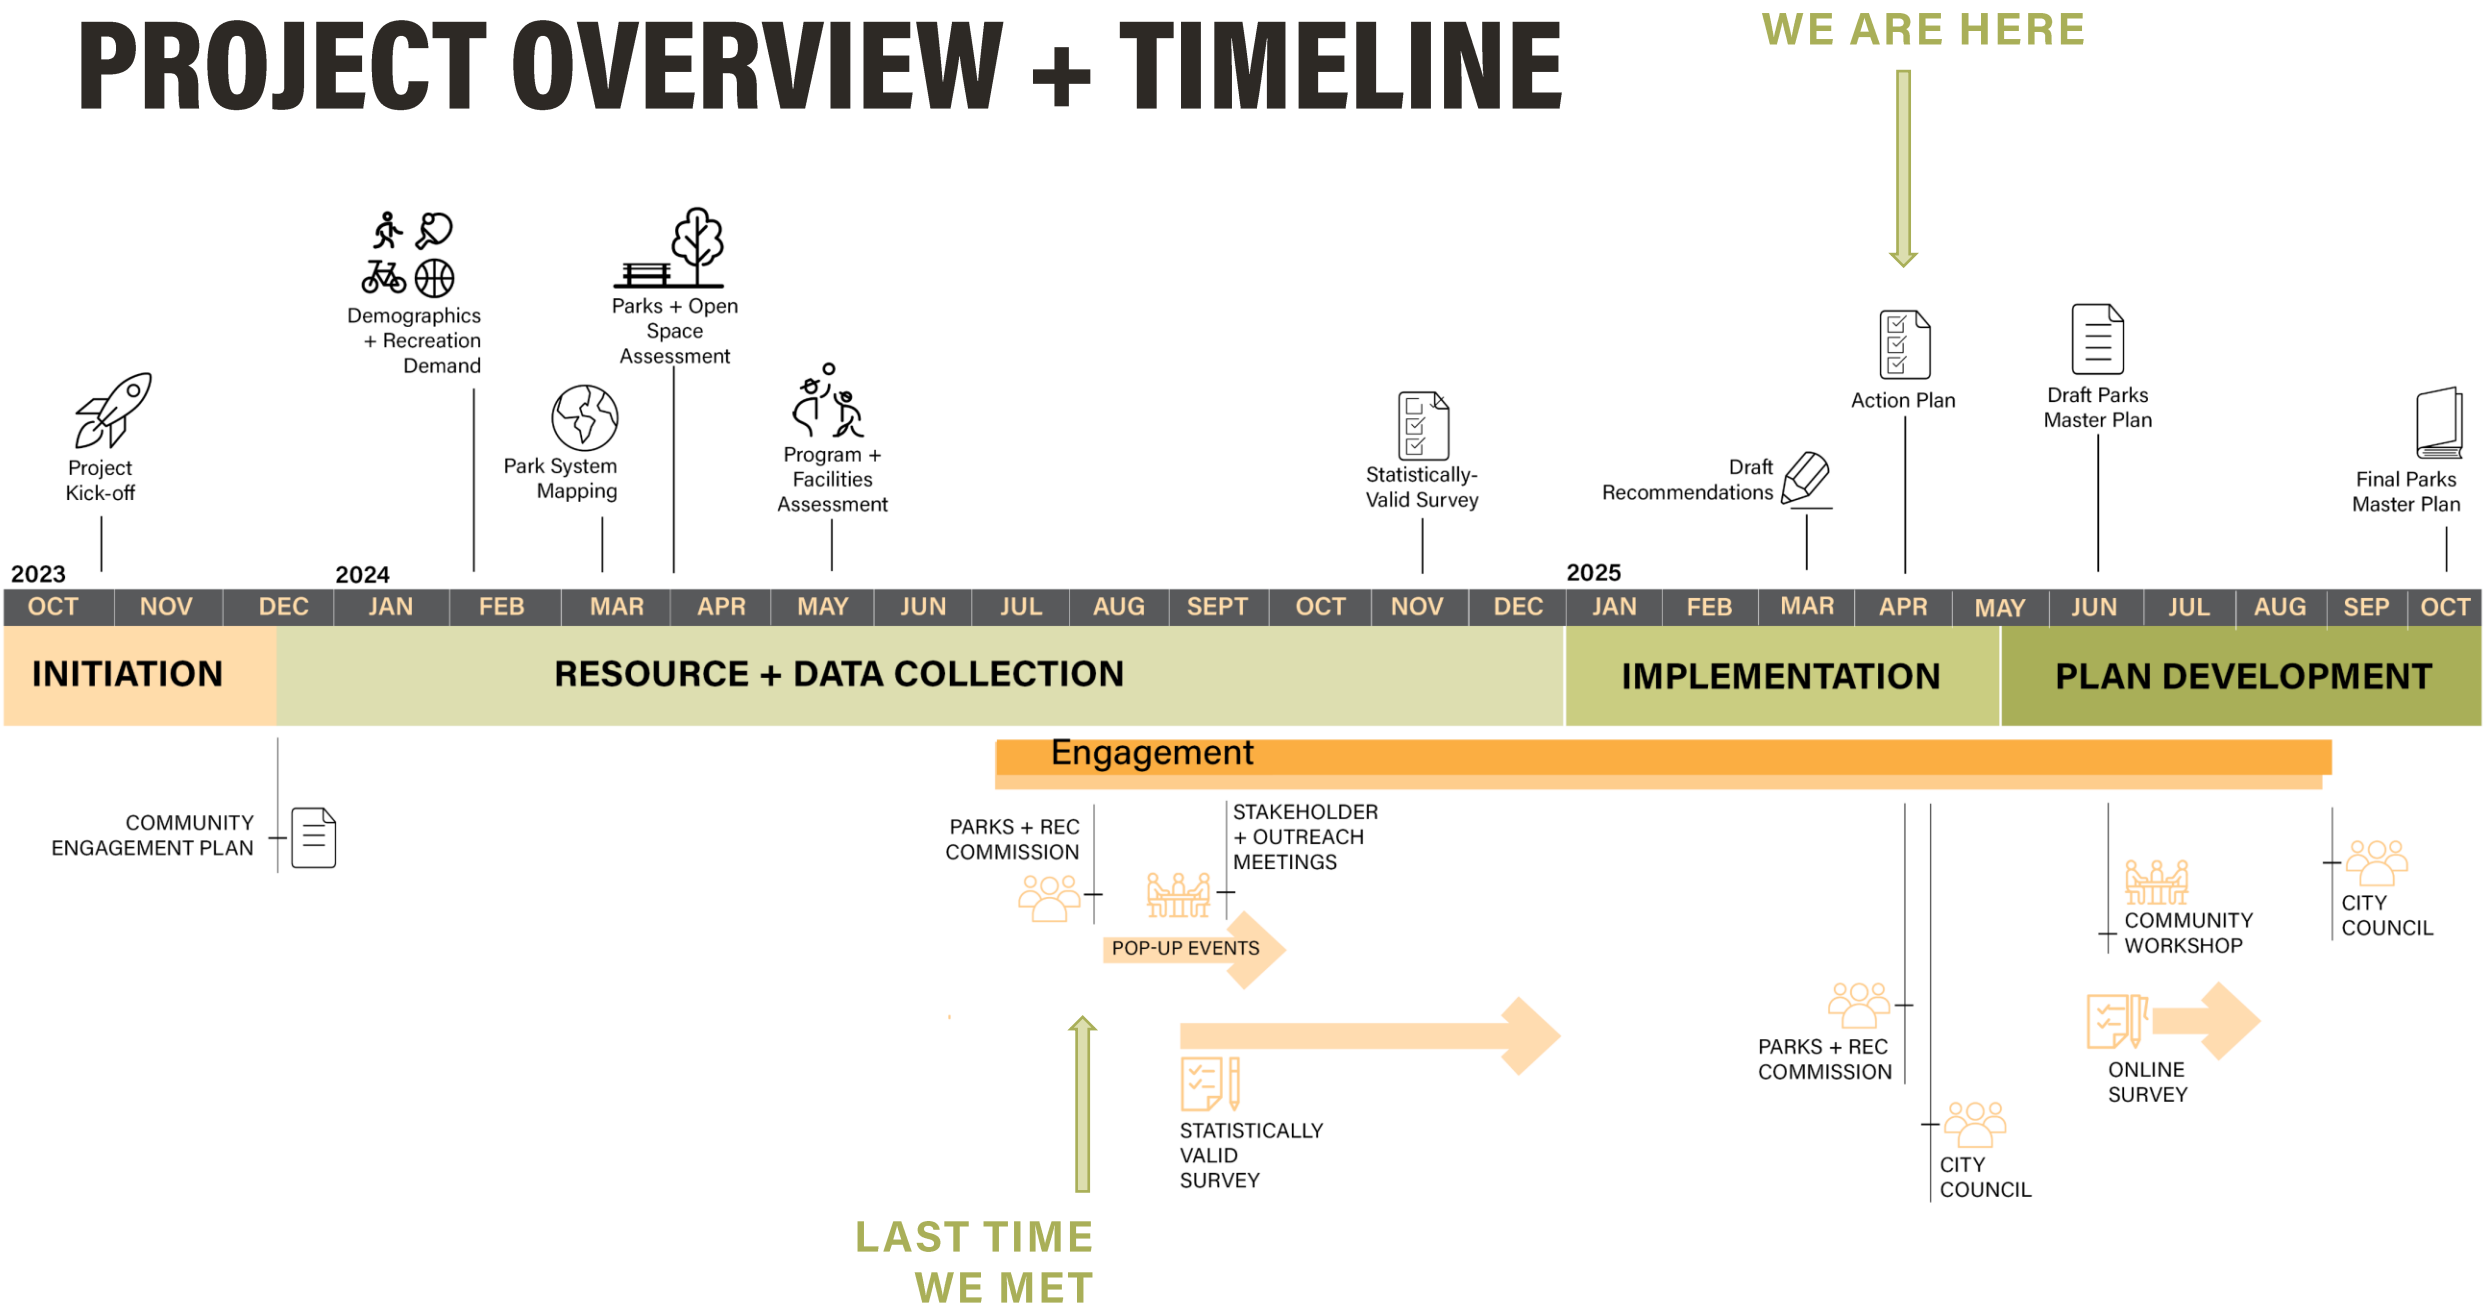 PROJECT OVERVIEW + TIMELINE
WE ARE HERE
Demographics
+ Recreation
Demand
Parks + Open
Space
Assessment
Project
Kick-off
Park System
Mapping
Program +
Facilities
Assessment
Statistically-
Valid Survey
Draft
Recommendations
Action Plan
Draft Parks
Master Plan
Final Parks
Master Plan
2023
2024
2025
OCT NOV DEC JAN FEB MAR APR MAY JUN JUL AUG SEPT OCT NOV DEC JAN FEB MAR APR MAY JUN JUL AUG SEP OCT
INITIATION
RESOURCE + DATA COLLECTION
IMPLEMENTATION
PLAN DEVELOPMENT
Engagement
COMMUNITY
ENGAGEMENT PLAN
PARKS + REC
COMMISSION
STAKEHOLDER
+ OUTREACH
MEETINGS
POP-UP EVENTS
STATISTICALLY
VALID
SURVEY
PARKS + REC
COMMISSION
CITY
COUNCIL
COMMUNITY
WORKSHOP
ONLINE
SURVEY
CITY
COUNCIL
LAST TIME
WE MET